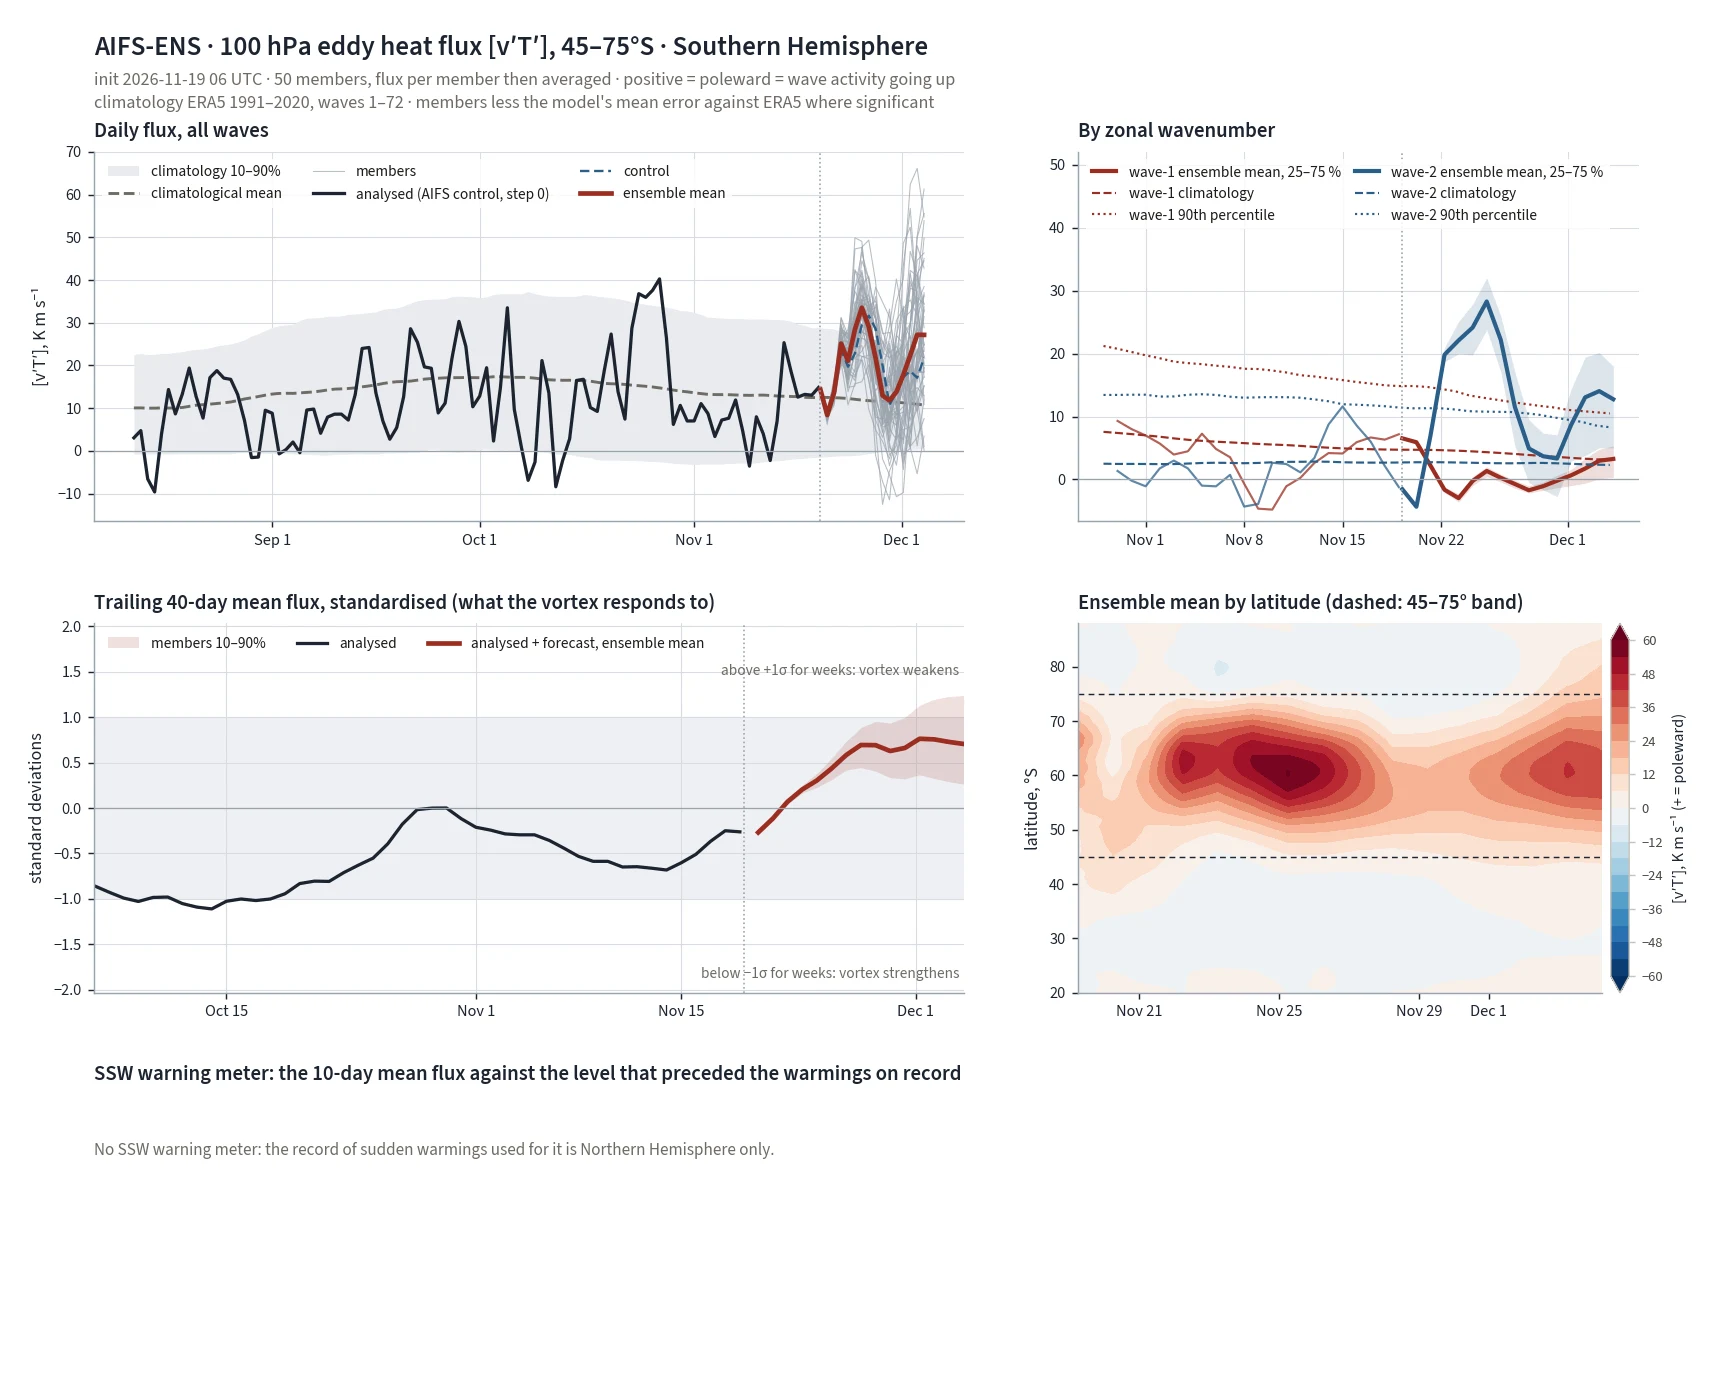 AIFS-ENS · 100 hPa eddy heat flux [v′T′], 45–75°S · Southern Hemisphere
init 2026-11-19 06 UTC · 50 members, flux per member then averaged · positive = poleward = wave activity going up
climatology ERA5 1991–2020, waves 1–72 · members less the model's mean error against ERA5 where significant
Daily flux, all waves
climatology 10–90%
members
control
climatological mean
analysed (AIFS control, step 0)
ensemble mean
[v′T′], K m s⁻¹
70
60
50
40
30
20
10
0
−10
Sep 1
Oct 1
Nov 1
Dec 1
By zonal wavenumber
wave-1 ensemble mean, 25–75 %
wave-2 ensemble mean, 25–75 %
wave-1 climatology
wave-2 climatology
wave-1 90th percentile
wave-2 90th percentile
50
40
30
20
10
0
Nov 1
Nov 8
Nov 15
Nov 22
Dec 1
Trailing 40-day mean flux, standardised (what the vortex responds to)
members 10–90%
analysed
analysed + forecast, ensemble mean
above +1σ for weeks: vortex weakens
below −1σ for weeks: vortex strengthens
standard deviations
2.0
1.5
1.0
0.5
0.0
−0.5
−1.0
−1.5
−2.0
Oct 15
Nov 1
Nov 15
Dec 1
Ensemble mean by latitude (dashed: 45–75° band)
latitude, °S
80
70
60
50
40
30
20
Nov 21
Nov 25
Nov 29
Dec 1
60
48
36
24
12
0
−12
−24
−36
−48
−60
[v′T′], K m s⁻¹ (+ = poleward)
SSW warning meter: the 10-day mean flux against the level that preceded the warmings on record
No SSW warning meter: the record of sudden warmings used for it is Northern Hemisphere only.